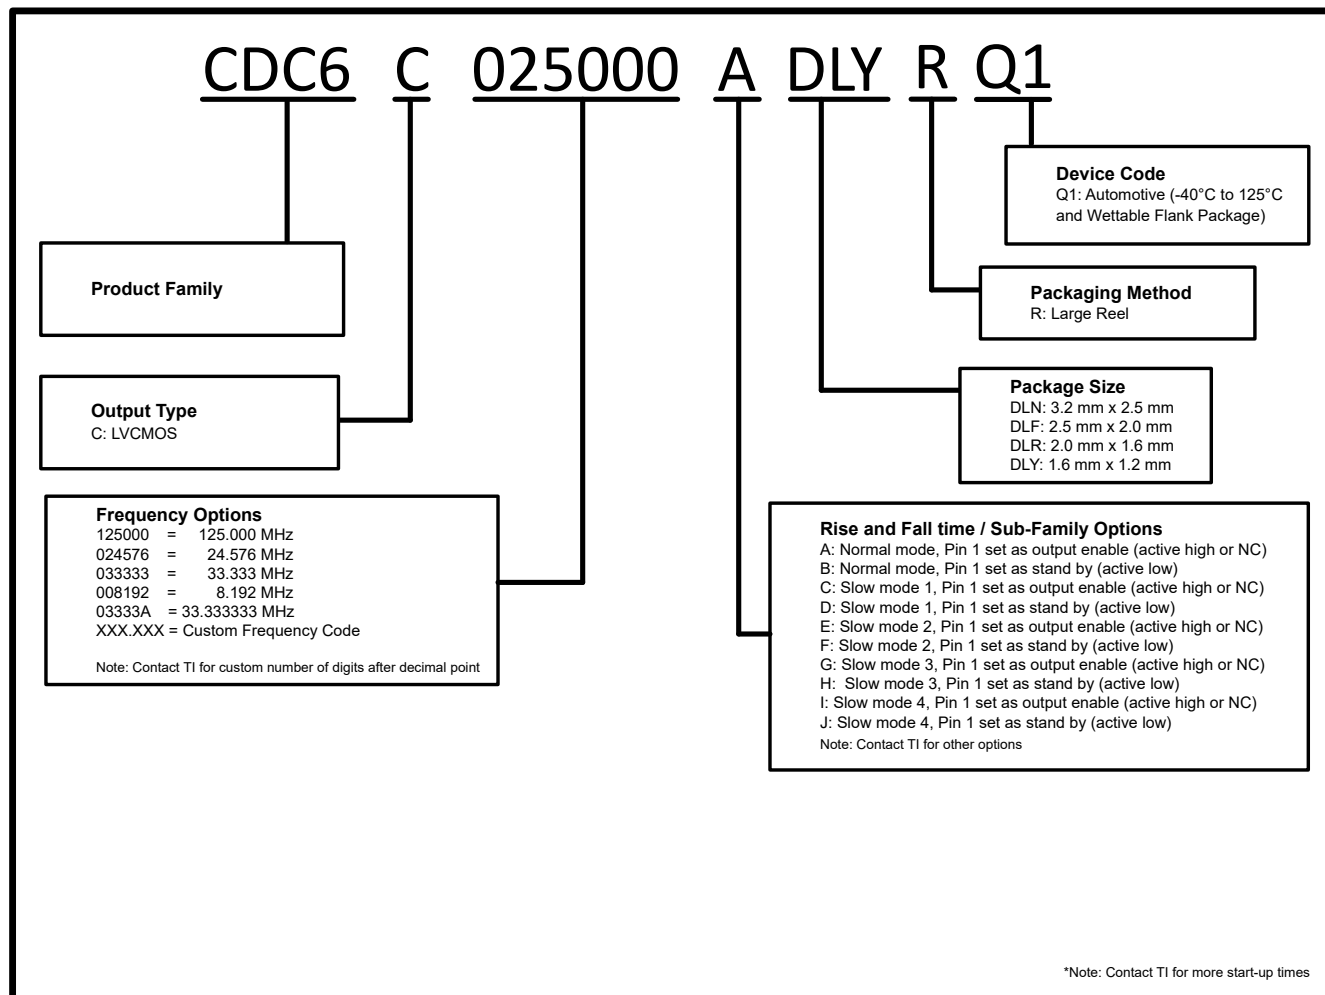 CDC6 C 025000 A DLY R Q1
Device Code
Q1: Automotive (-40°C to 125°C
and Wettable Flank Package)
Product Family
Packaging Method
R: Large Reel
Output Type
C: LVCMOS
Package Size
DLN: 3.2 mm x 2.5 mm
DLF: 2.5 mm x 2.0 mm
DLR: 2.0 mm x 1.6 mm
DLY: 1.6 mm x 1.2 mm
Frequency Options
125000 = 125.000 MHz
024576 = 24.576 MHz
033333 = 33.333 MHz
008192 = 8.192 MHz
03333A = 33.333333 MHz
XXX.XXX = Custom Frequency Code
Note: Contact TI for custom number of digits after decimal point
Rise and Fall time / Sub-Family Options
A: Normal mode, Pin 1 set as output enable (active high or NC)
B: Normal mode, Pin 1 set as stand by (active low)
C: Slow mode 1, Pin 1 set as output enable (active high or NC)
D: Slow mode 1, Pin 1 set as stand by (active low)
E: Slow mode 2, Pin 1 set as output enable (active high or NC)
F: Slow mode 2, Pin 1 set as stand by (active low)
G: Slow mode 3, Pin 1 set as output enable (active high or NC)
H: Slow mode 3, Pin 1 set as stand by (active low)
I: Slow mode 4, Pin 1 set as output enable (active high or NC)
J: Slow mode 4, Pin 1 set as stand by (active low)
Note: Contact TI for other options
*Note: Contact TI for more start-up times